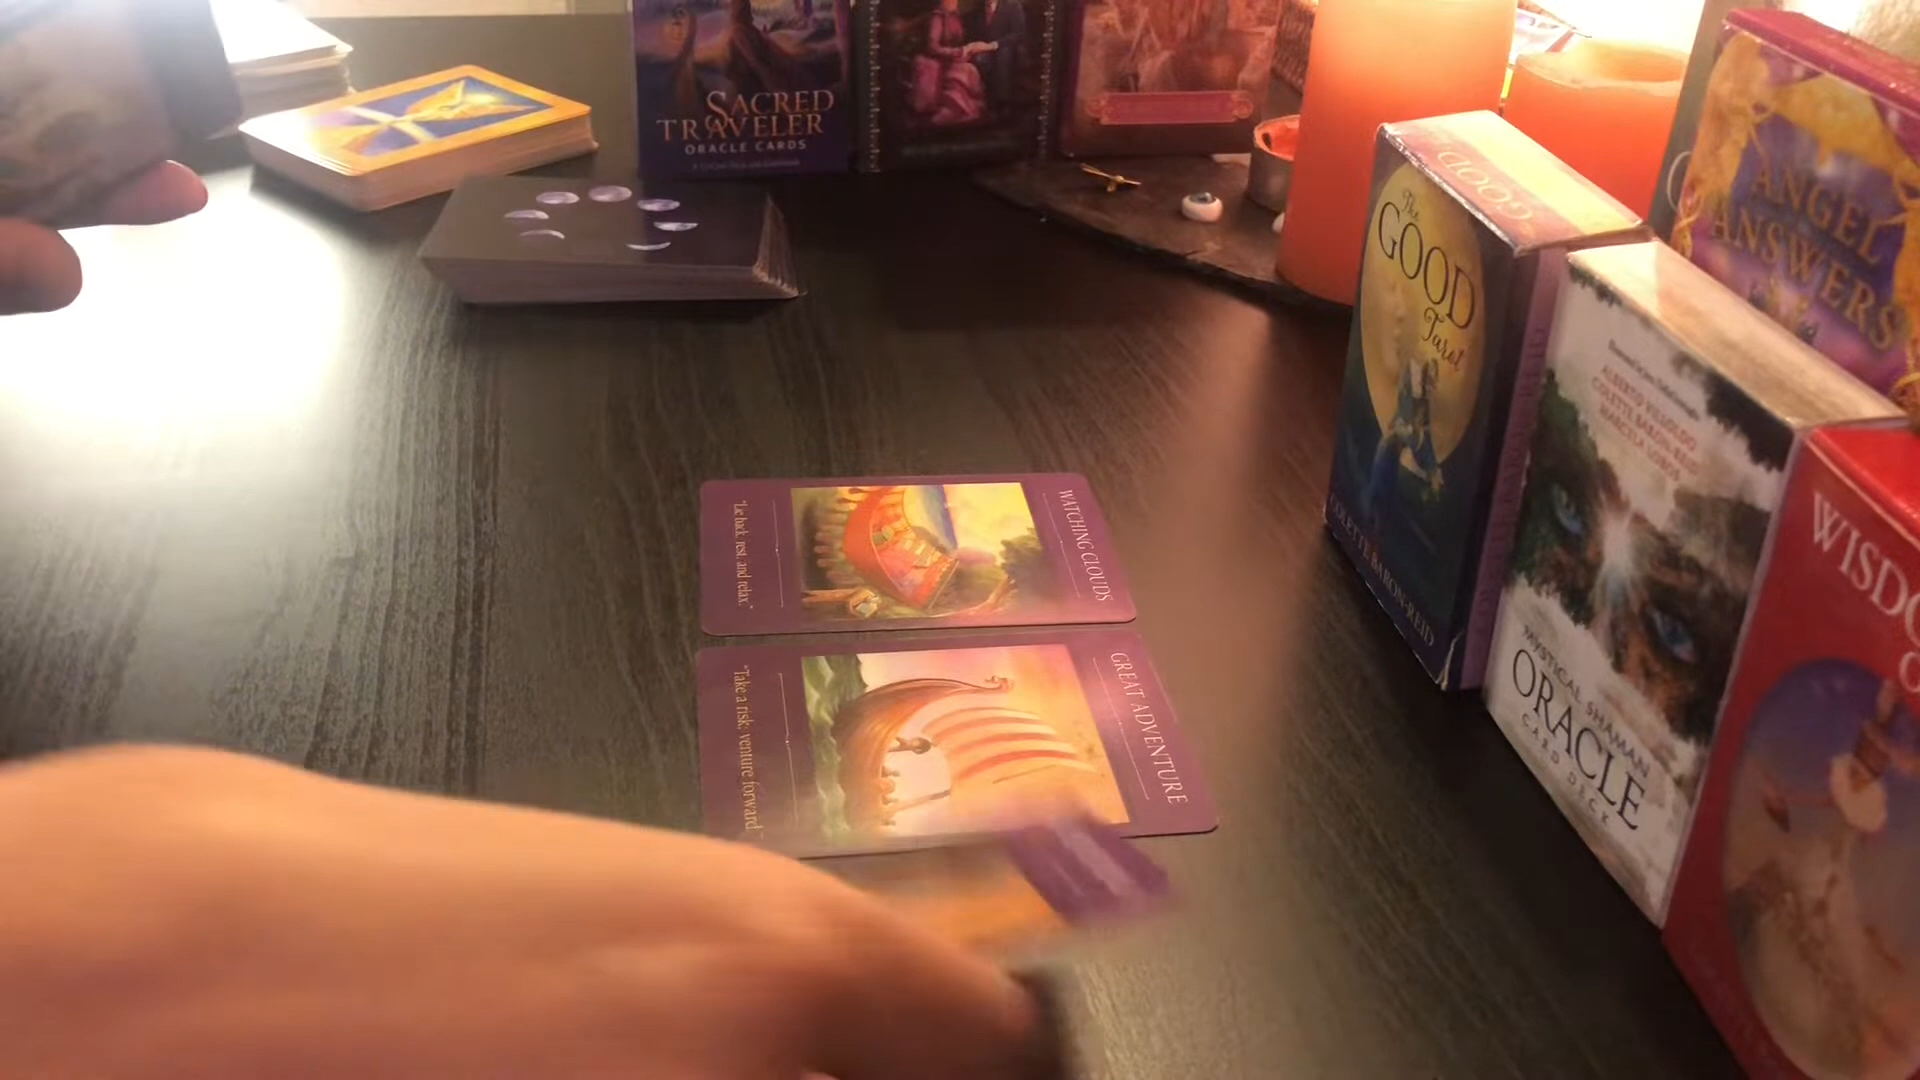 SACRED
TRAVELER
ORACLE CARDS
The
GOOD
Tarot
COLETTE BARON-REID
GOOD
ANGEL
ANSWERS
ALBERTO VILLOLDO
COLETTE BARON-REID
MARCELA LOBOS
MYSTICAL SHAMAN
ORACLE
CARD DECK
WATCHING CLOUDS
"Lie back, rest, and relax."
GREAT ADVENTURE
"Take a risk; venture forward."